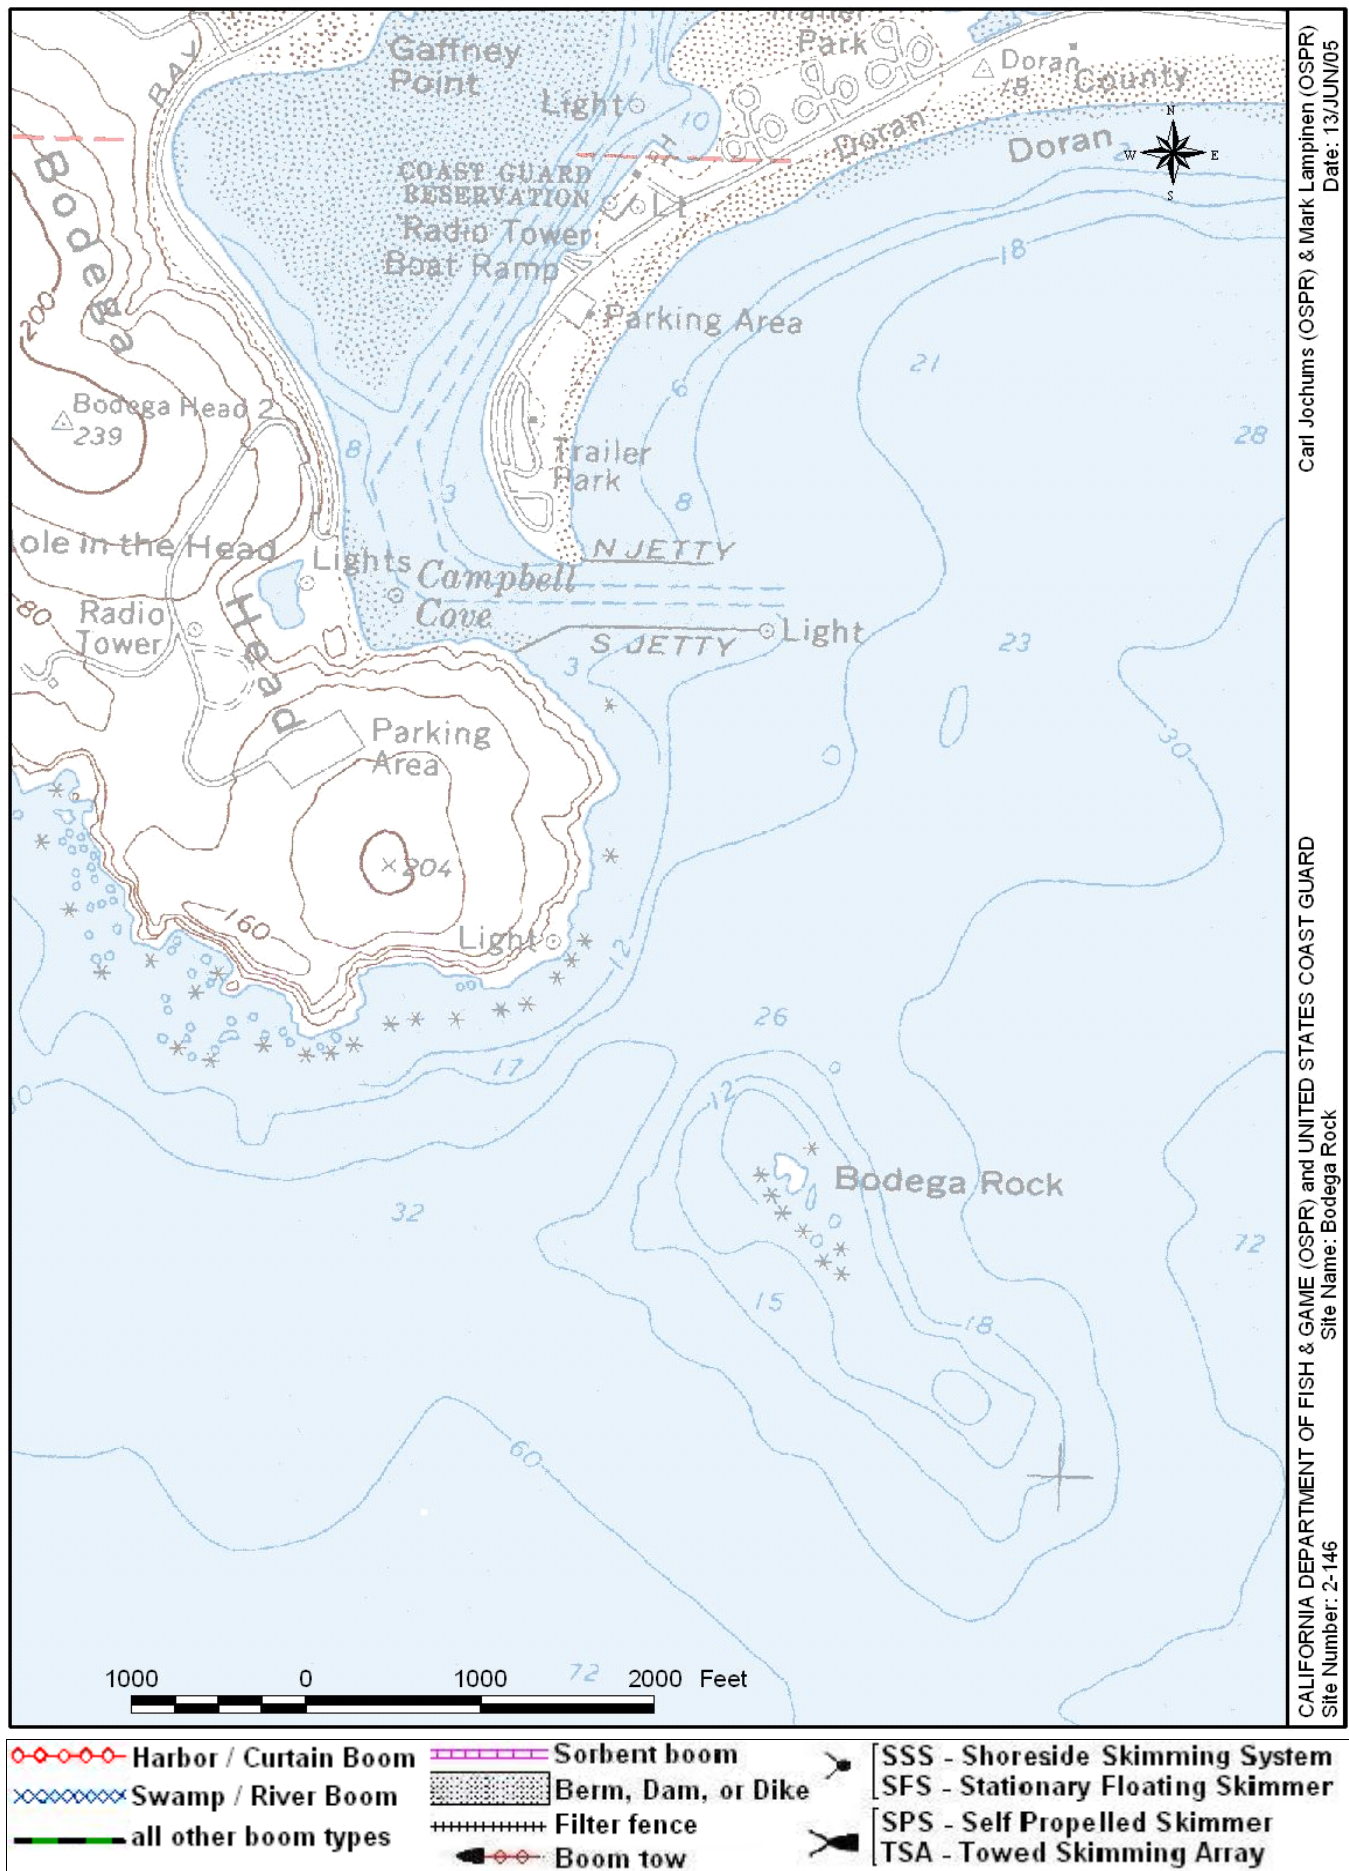 Gaffney
Point
Trailer
Park
Doran
18
County
BAY
Light
10
Doran
Doran
2
N
W
E
S
COAST GUARD
RESERVATION
Lt
Radio Tower
Boat Ramp
18
Bodega
200
Parking Area
21
6
Bodega Head 2
239
28
8
Trailer
Park
3
8
ole in the Head
N JETTY
Lights
Campbell
Cove
80
Radio
Tower
Head
S JETTY
Light
3
23
30
Parking
Area
204
160
Light
12
26
17
12
Bodega Rock
32
72
15
18
60
72
1000
0
1000
2000
Feet
Carl Jochums (OSPR) & Mark Lampinen (OSPR)
Date: 13/JUN/05
CALIFORNIA DEPARTMENT OF FISH & GAME (OSPR) and UNITED STATES COAST GUARD
Site Number: 2-146
Site Name: Bodega Rock
Harbor / Curtain Boom
Swamp / River Boom
all other boom types
Sorbent boom
Berm, Dam, or Dike
Filter fence
Boom tow
SSS - Shoreside Skimming System
SFS - Stationary Floating Skimmer
SPS - Self Propelled Skimmer
TSA - Towed Skimming Array